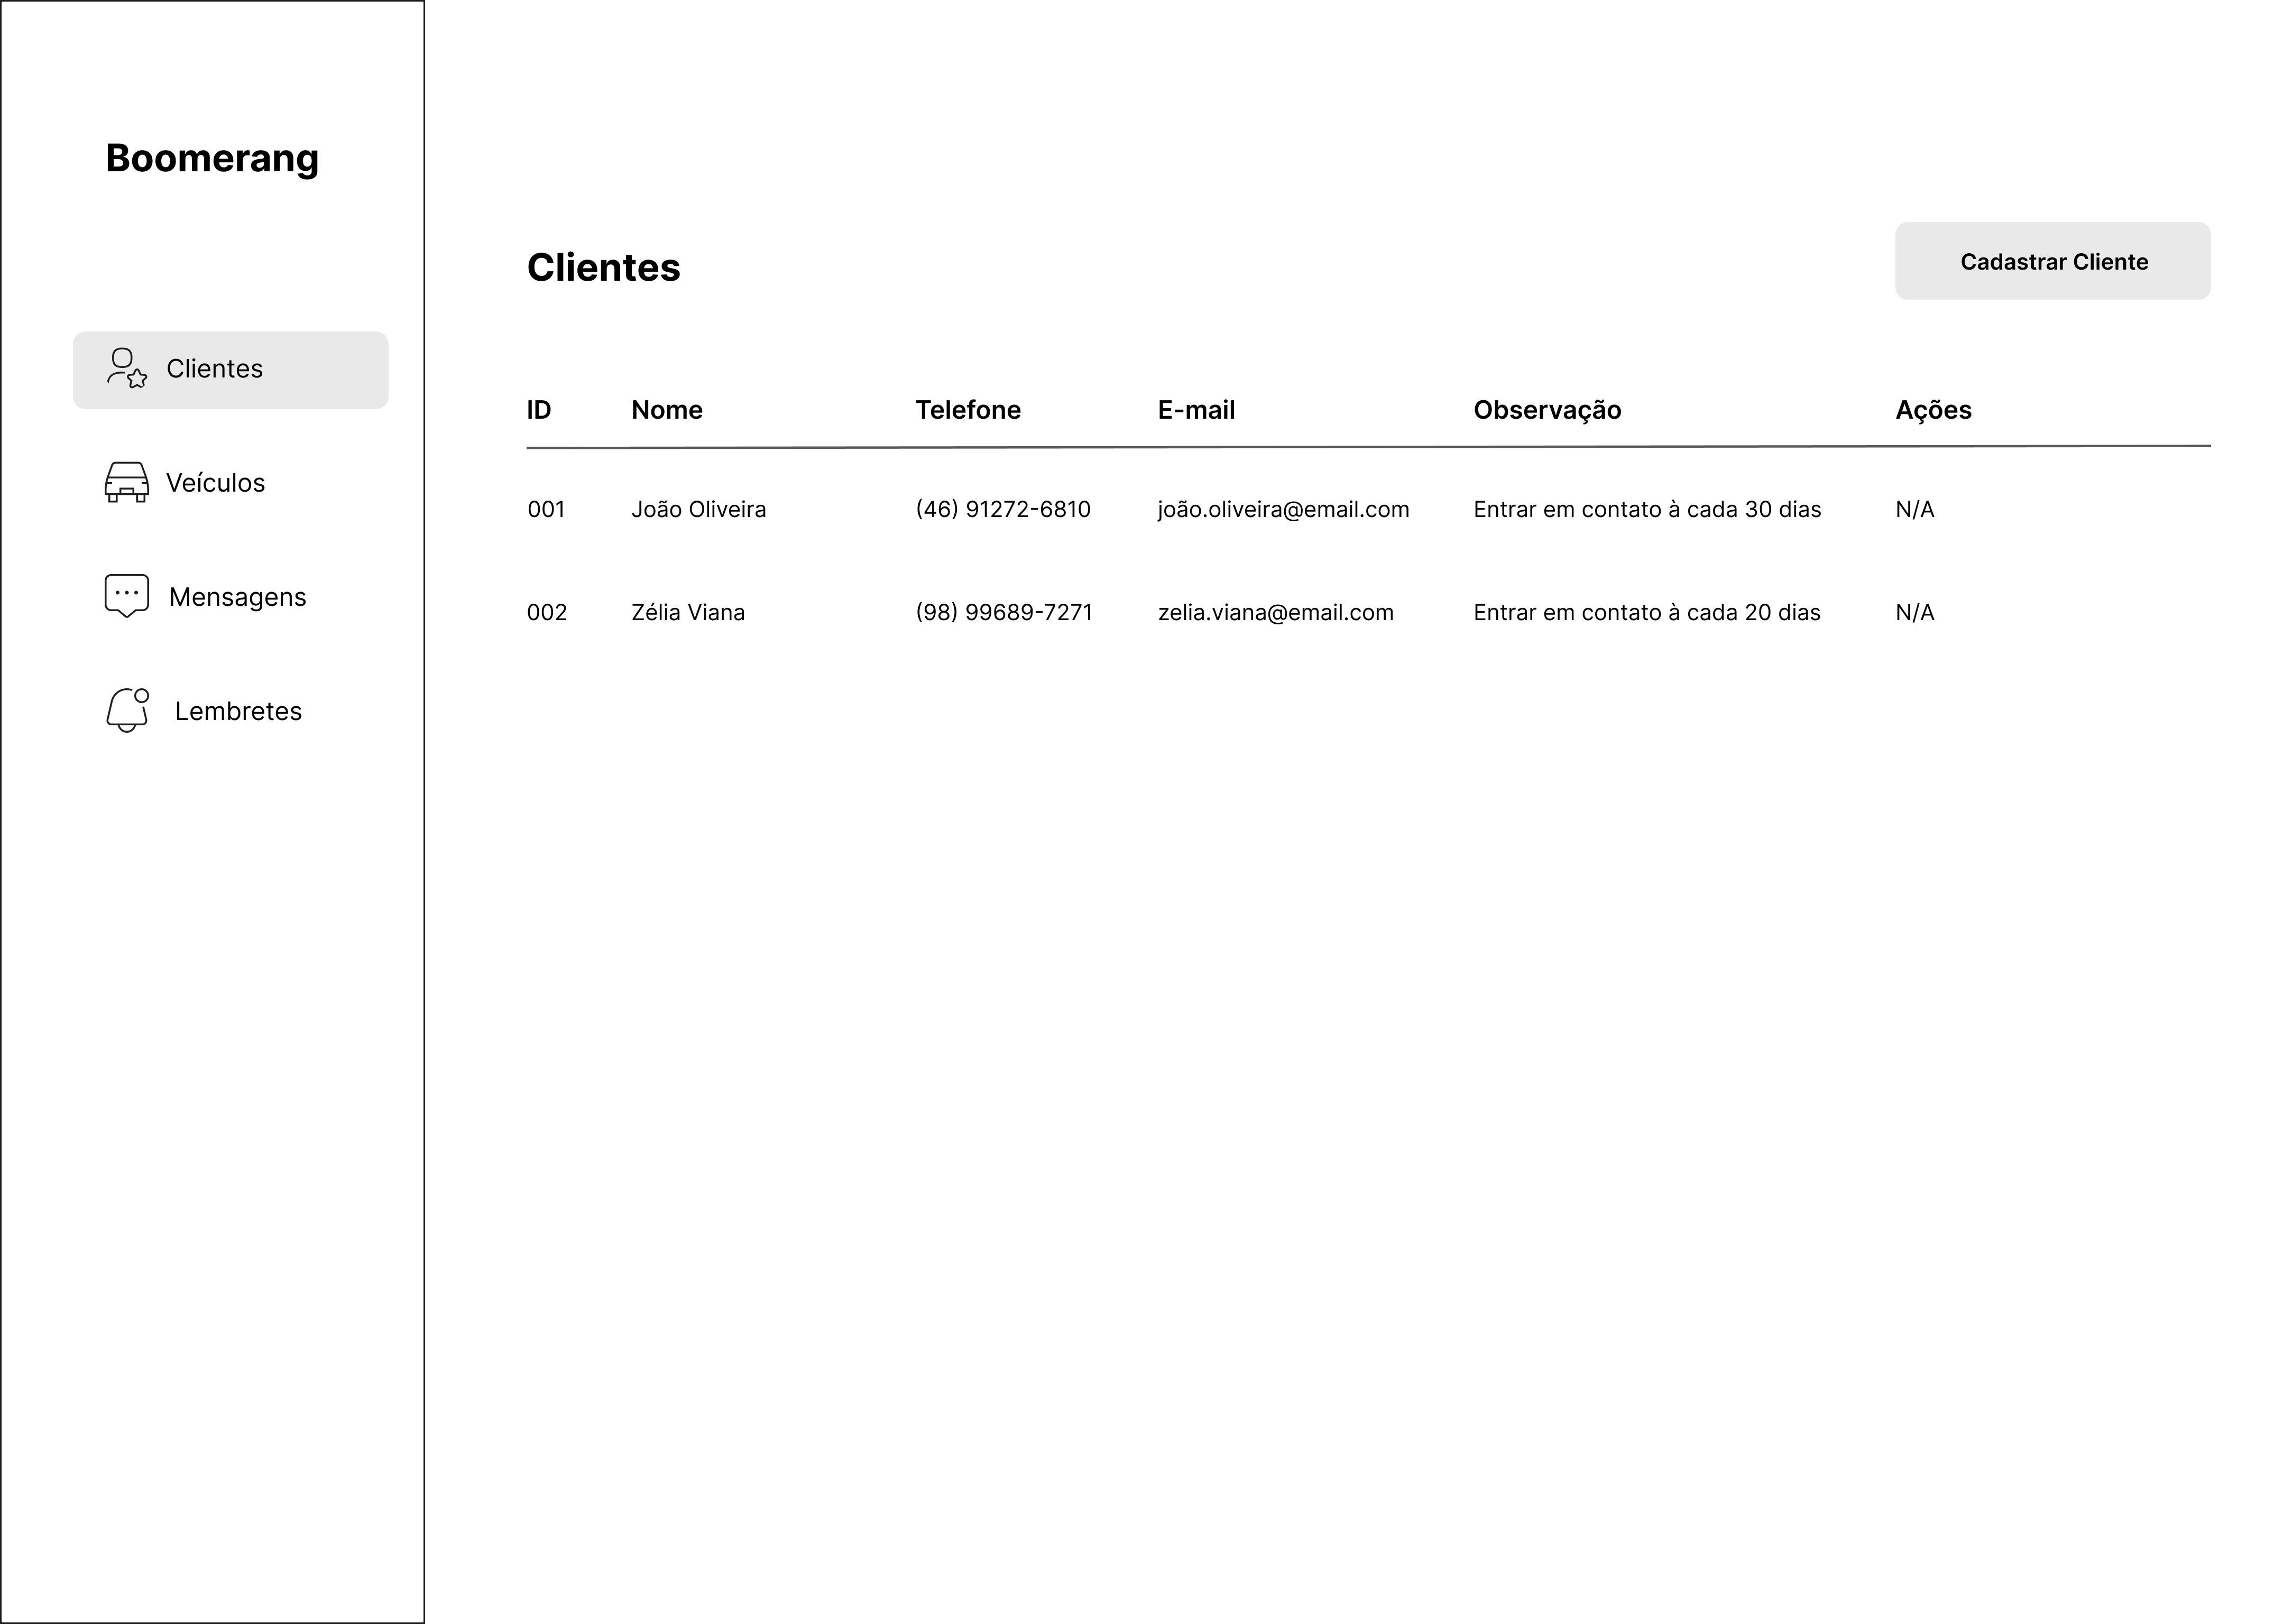 Boomerang
Clientes
Veículos
Mensagens
Lembretes
Clientes
Cadastrar Cliente
ID Nome Telefone E-mail Observação Ações
001 João Oliveira (46) 91272-6810 joão.oliveira@email.com Entrar em contato à cada 30 dias N/A
002 Zélia Viana (98) 99689-7271 zelia.viana@email.com Entrar em contato à cada 20 dias N/A